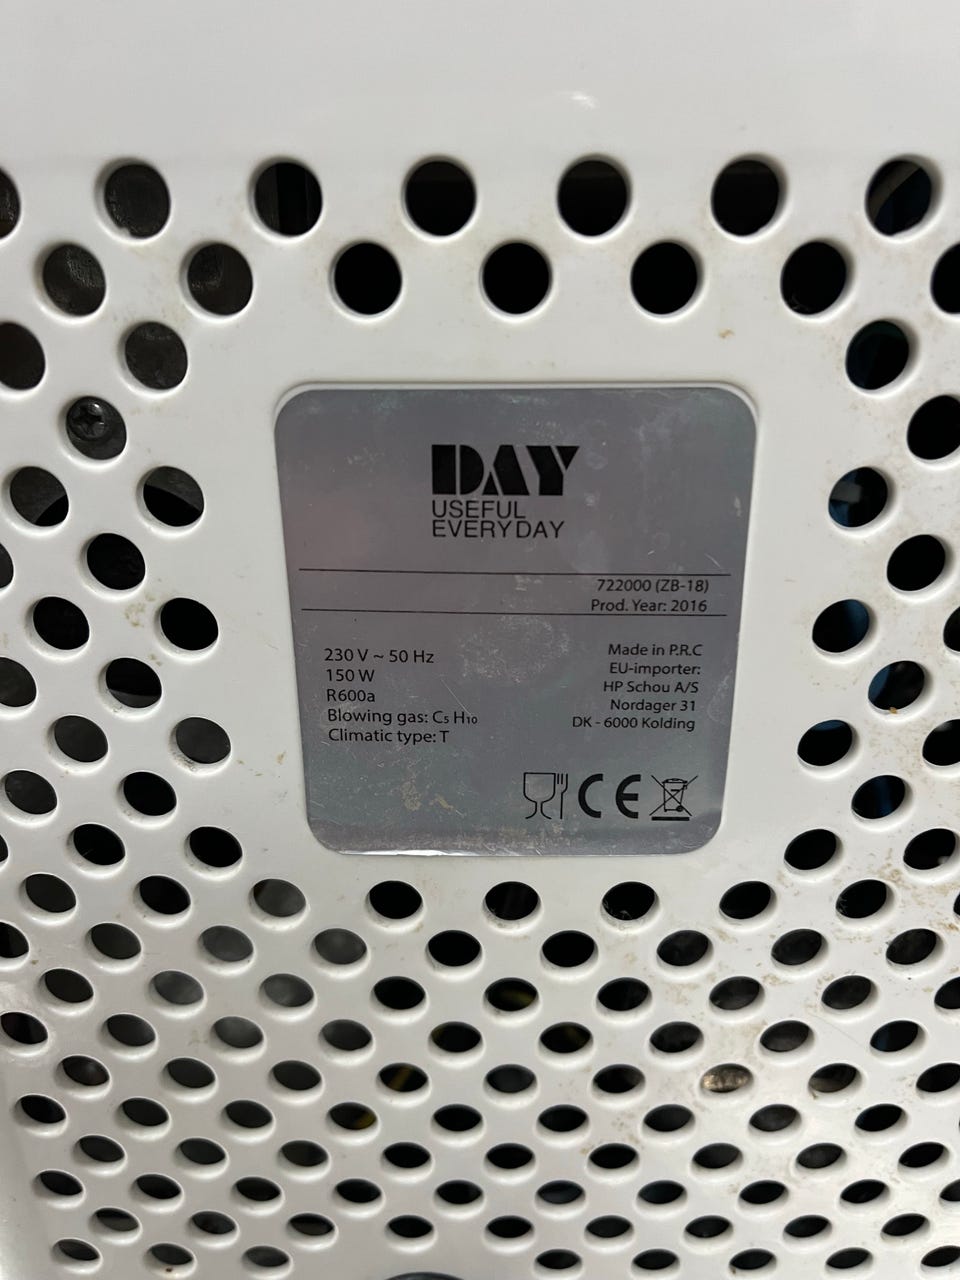 DAY
USEFUL
EVERYDAY
722000 (ZB-18)
Prod. Year: 2016
230 V ~ 50 Hz
150 W
R600a
Blowing gas: C₅ H₁₀
Climatic type: T
Made in P.R.C
EU-importer:
HP Schou A/S
Nordager 31
DK - 6000 Kolding
CE